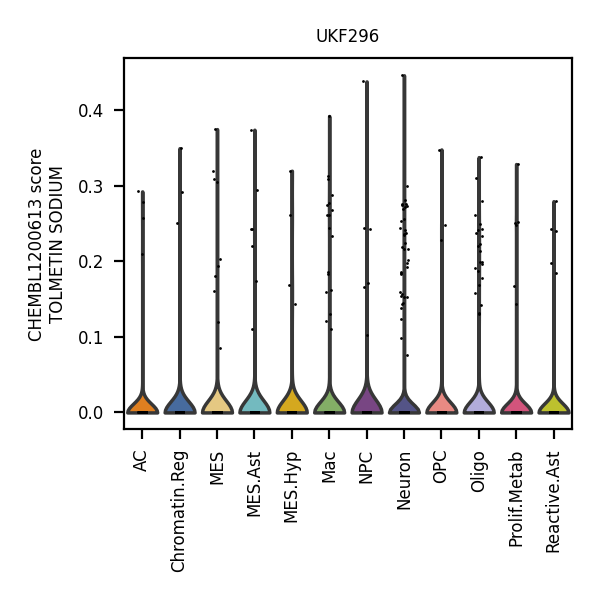 UKF296
CHEMBL1200613 score
TOLMETIN SODIUM
0.4
0.3
0.2
0.1
0.0
AC
Chromatin.Reg
MES
MES.Ast
MES.Hyp
Mac
NPC
Neuron
OPC
Oligo
Prolif.Metab
Reactive.Ast